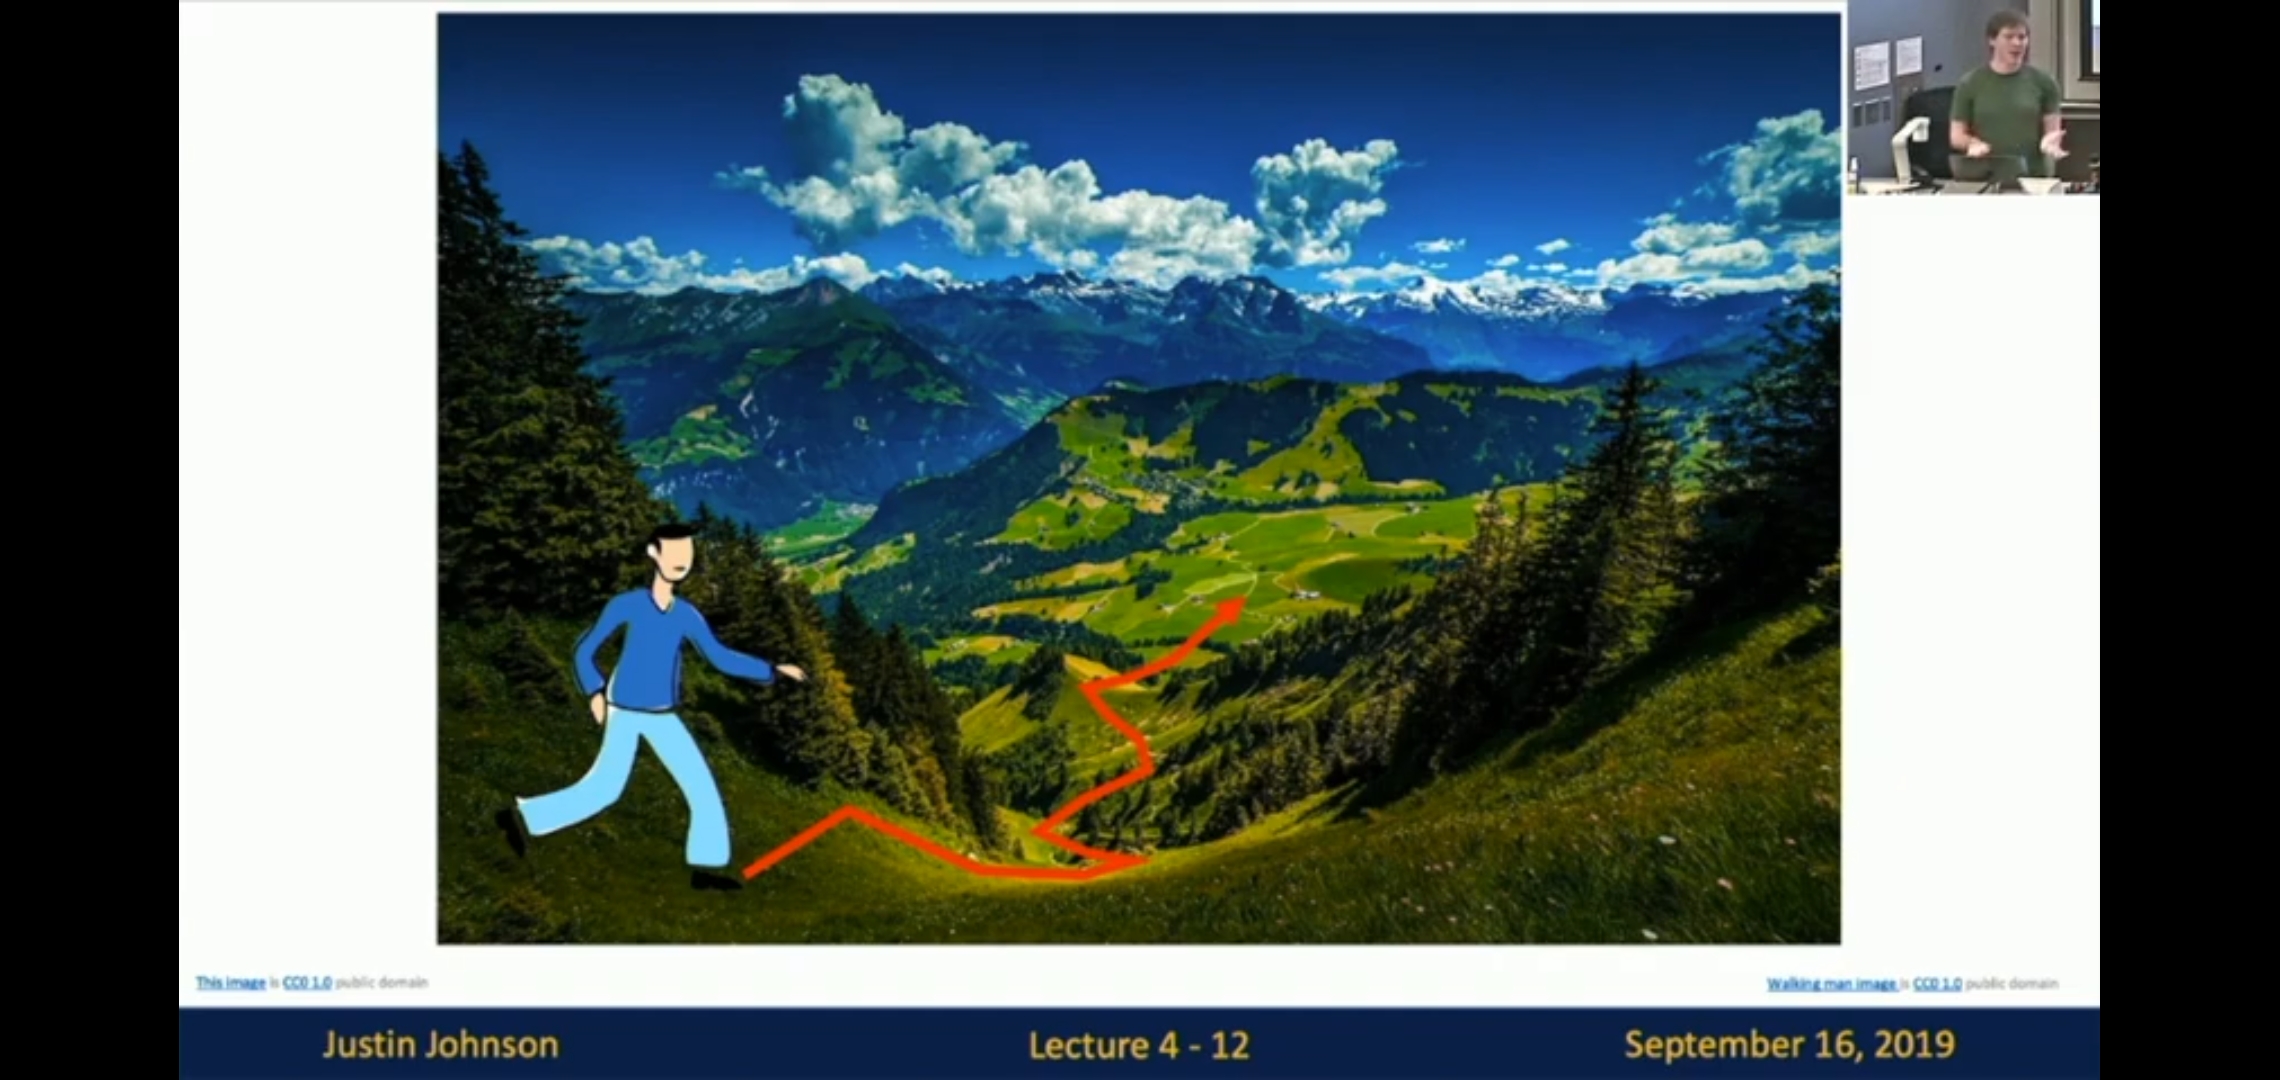 This image is CC0 1.0 public domain
Walking man image is CC0 1.0 public domain
Justin Johnson
Lecture 4 - 12
September 16, 2019